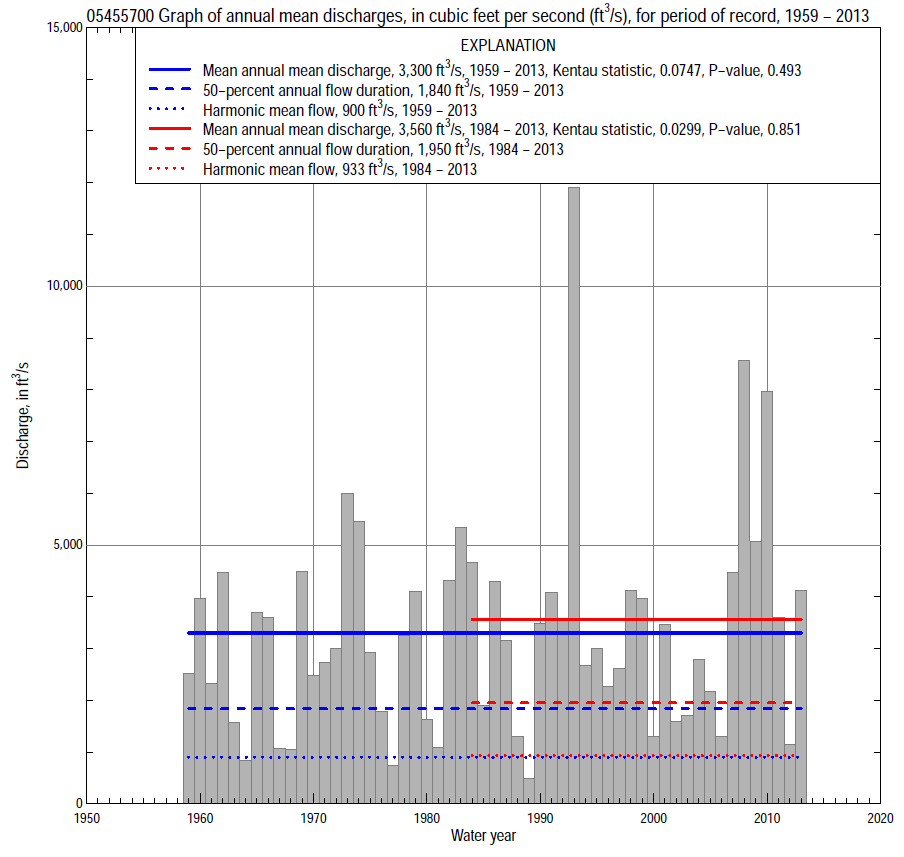 05455700 Graph of annual mean discharges, in cubic feet per second (ft³/s), for period of record, 1959 – 2013
15,000
EXPLANATION
Mean annual mean discharge, 3,300 ft³/s, 1959 – 2013, Kentau statistic, 0.0747, P–value, 0.493
50–percent annual flow duration, 1,840 ft³/s, 1959 – 2013
Harmonic mean flow, 900 ft³/s, 1959 – 2013
Mean annual mean discharge, 3,560 ft³/s, 1984 – 2013, Kentau statistic, 0.0299, P–value, 0.851
50–percent annual flow duration, 1,950 ft³/s, 1984 – 2013
Harmonic mean flow, 933 ft³/s, 1984 – 2013
10,000
Discharge, in ft³/s
5,000
0
1950 1960 1970 1980 1990 2000 2010 2020
Water year